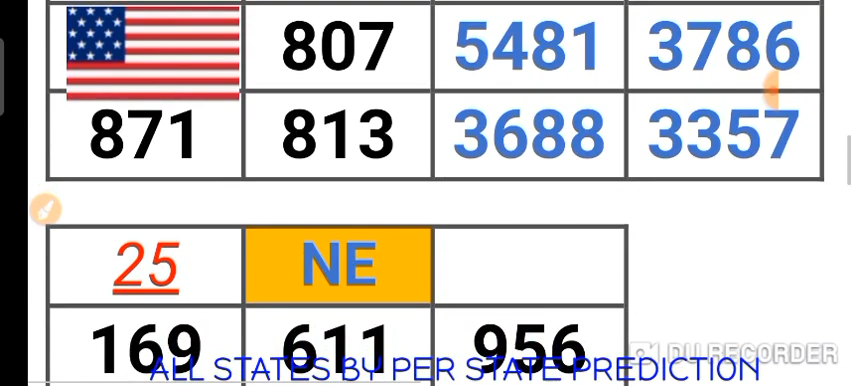 807 5481 3786
871 813 3688 3357
25 NE
169 611 956
ALL STATES BY PER STATE PREDICTION
DU RECORDER